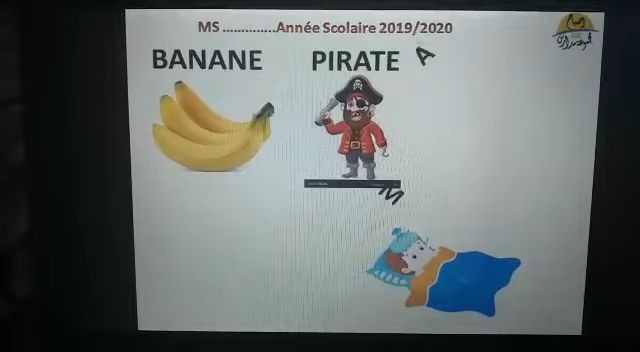 MS ...............Année Scolaire 2019/2020
BANANE PIRATE A
M